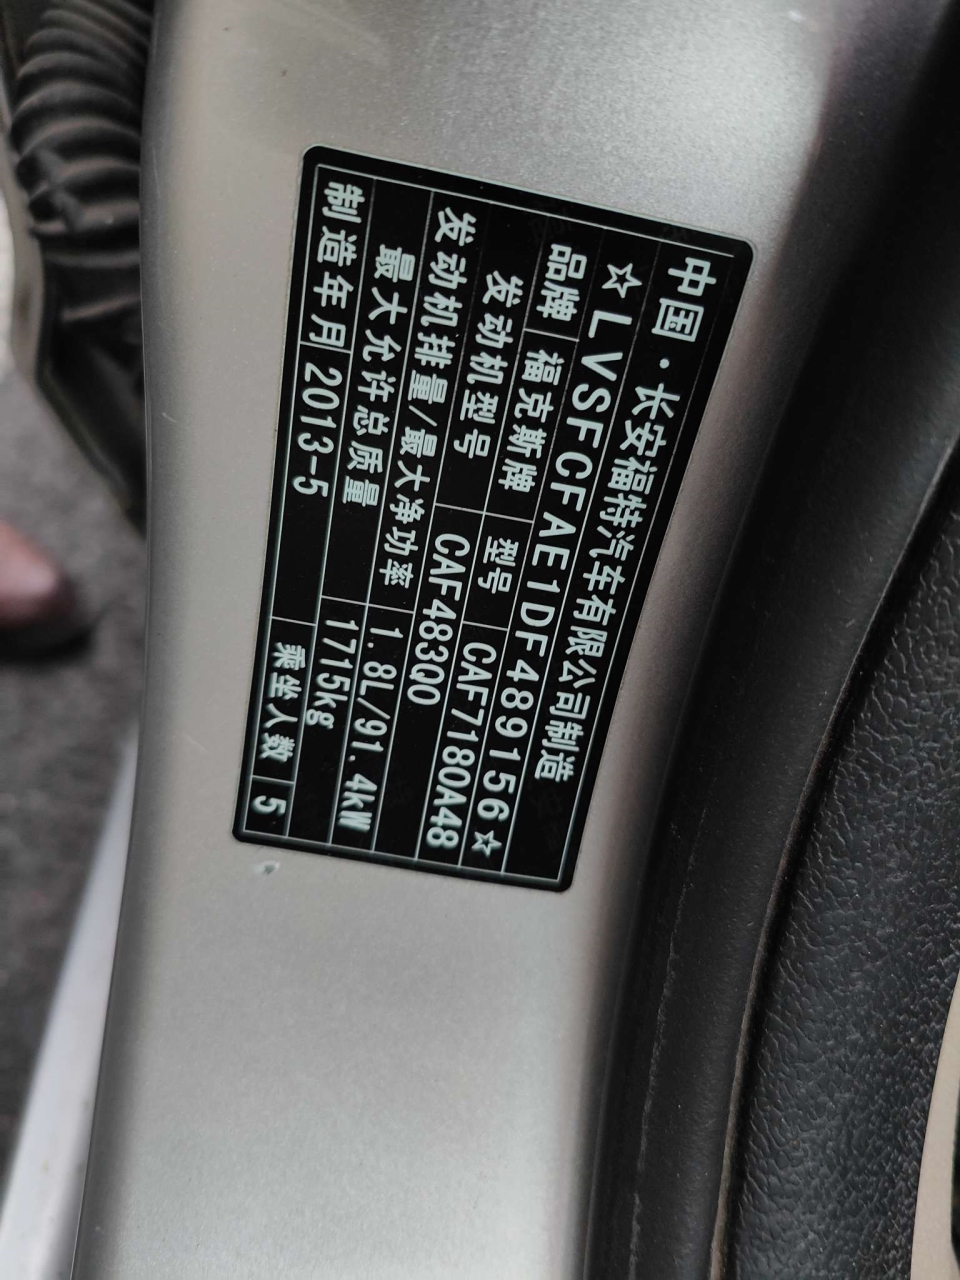 中国·长安福特汽车有限公司制造
☆LVSFCFAE1DF489156☆
品牌 福克斯牌 型号 CAF7180A48
发动机型号 CAF483Q0
发动机排量/最大净功率 1.8L/91.4kW
最大允许总质量 1715kg
制造年月 2013-5 乘坐人数 5